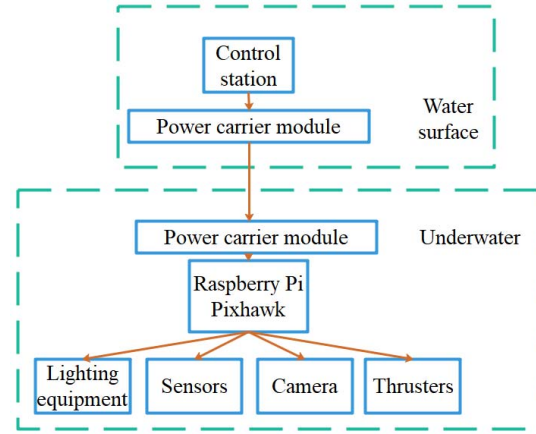 Control
station
Power carrier module
Water
surface
Power carrier module
Underwater
Raspberry Pi
Pixhawk
Lighting
equipment
Sensors
Camera
Thrusters